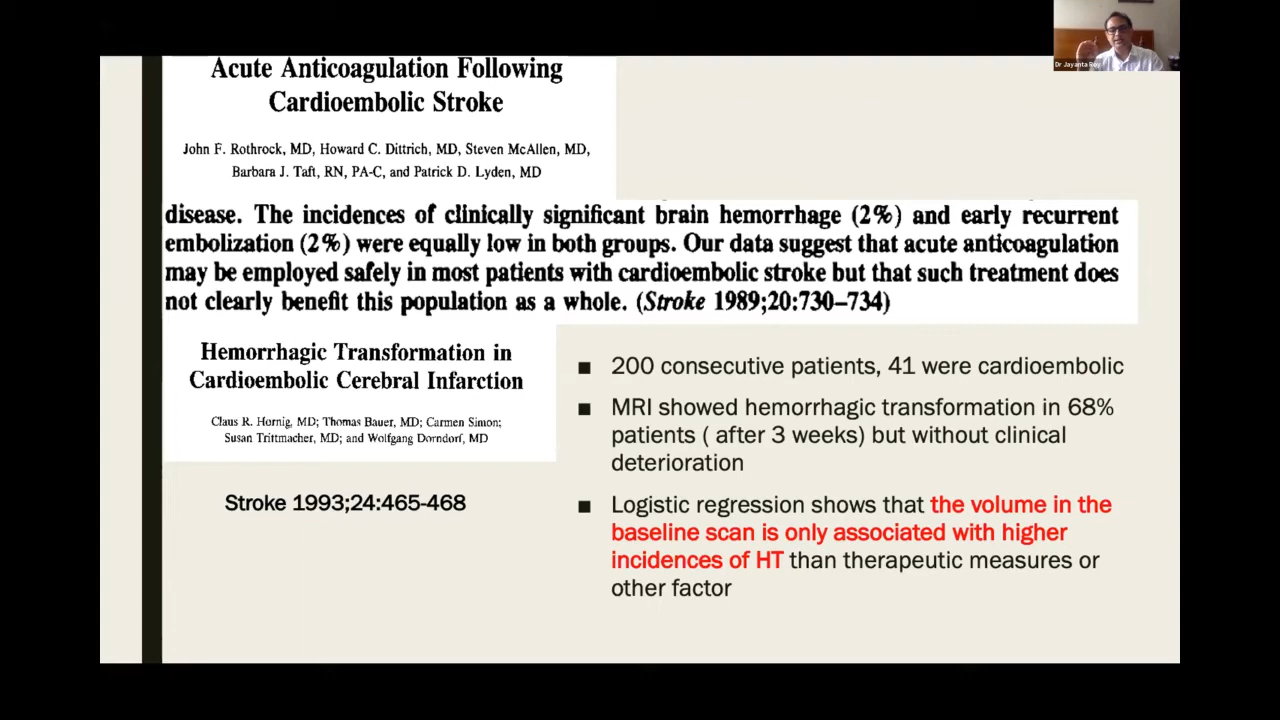 Dr Jayanta Roy
Acute Anticoagulation Following
Cardioembolic Stroke
John F. Rothrock, MD, Howard C. Dittrich, MD, Steven McAllen, MD,
Barbara J. Taft, RN, PA-C, and Patrick D. Lyden, MD
disease. The incidences of clinically significant brain hemorrhage (2%) and early recurrent
embolization (2%) were equally low in both groups. Our data suggest that acute anticoagulation
may be employed safely in most patients with cardioembolic stroke but that such treatment does
not clearly benefit this population as a whole. (Stroke 1989;20:730–734)
Hemorrhagic Transformation in
Cardioembolic Cerebral Infarction
Claus R. Hornig, MD; Thomas Bauer, MD; Carmen Simon;
Susan Trittmacher, MD; and Wolfgang Dorndorf, MD
Stroke 1993;24:465-468
■ 200 consecutive patients, 41 were cardioembolic
■ MRI showed hemorrhagic transformation in 68%
patients ( after 3 weeks) but without clinical
deterioration
■ Logistic regression shows that the volume in the
baseline scan is only associated with higher
incidences of HT than therapeutic measures or
other factor